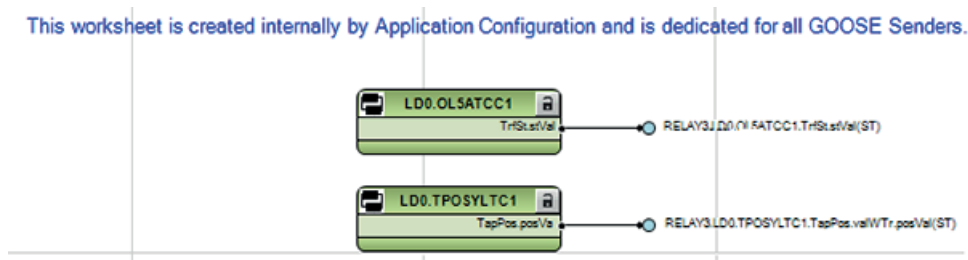 This worksheet is created internally by Application Configuration and is dedicated for all GOOSE Senders.
LD0.OL5ATCC1
TrfSt.stVal
RELAY3.LD0.OL5ATCC1.TrfSt.stVal(ST)
LD0.TPOSYLTC1
TapPos.posVa
RELAY3.LD0.TPOSYLTC1.TapPos.valWTr.posVal(ST)